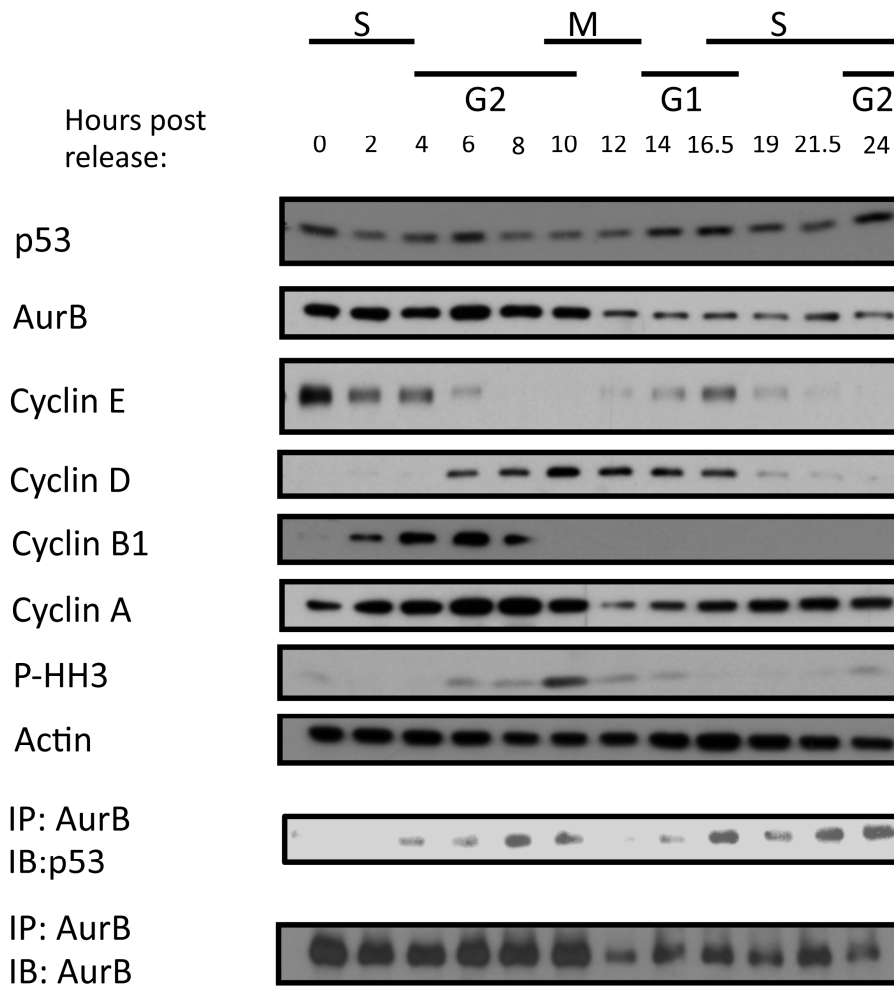 S
M
S
G2
G1
G2
Hours post
release:
0 2 4 6 8 10 12 14 16.5 19 21.5 24
p53
AurB
Cyclin E
Cyclin D
Cyclin B1
Cyclin A
P-HH3
Actin
IP: AurB
IB:p53
IP: AurB
IB: AurB